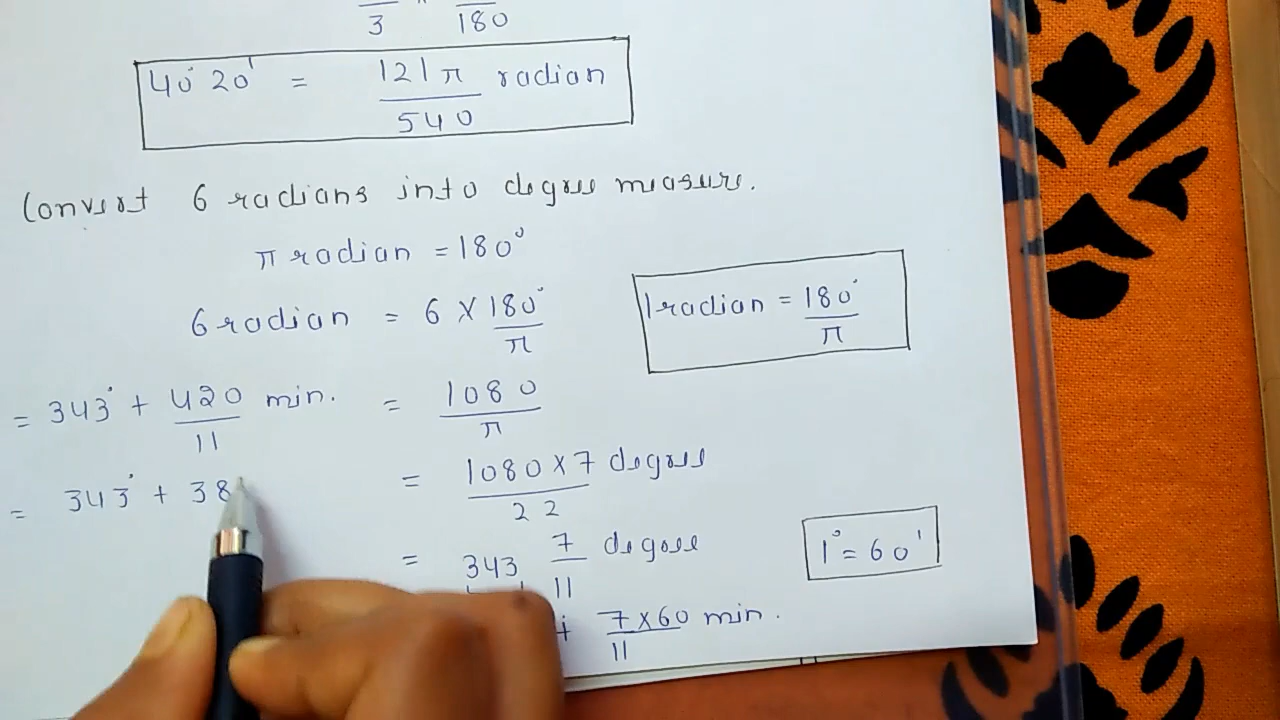 3 180
40° 20' = 121π/540 radian
Convert 6 radians into degree measure.
π radian = 180°
6 radian = 6 × 180°/π
1 radian = 180°/π
= 1080/π
= 1080×7/22 degree
= 343 7/11 degree
1° = 60'
+ 7×60/11 min.
= 343° + 420/11 min.
= 343° + 38